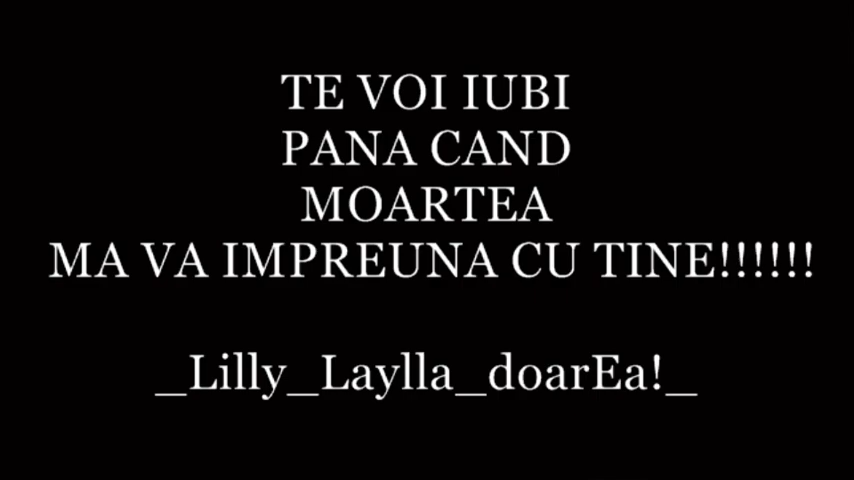 TE VOI IUBI
PANA CAND
MOARTEA
MA VA IMPREUNA CU TINE!!!!!!
_Lilly_Laylla_doarEa!_